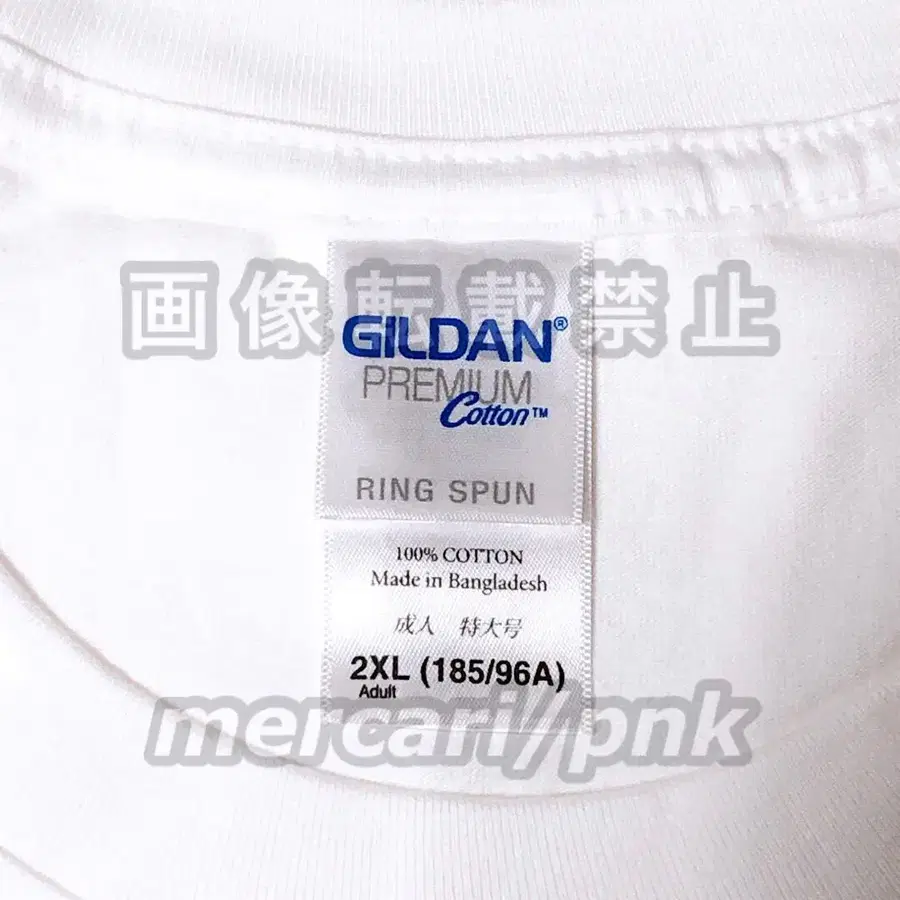 画像転載禁止
GILDAN®
PREMIUM
Cotton™
RING SPUN
100% COTTON
Made in Bangladesh
成人 特大号
2XL (185/96A)
Adult
mercari//pnk